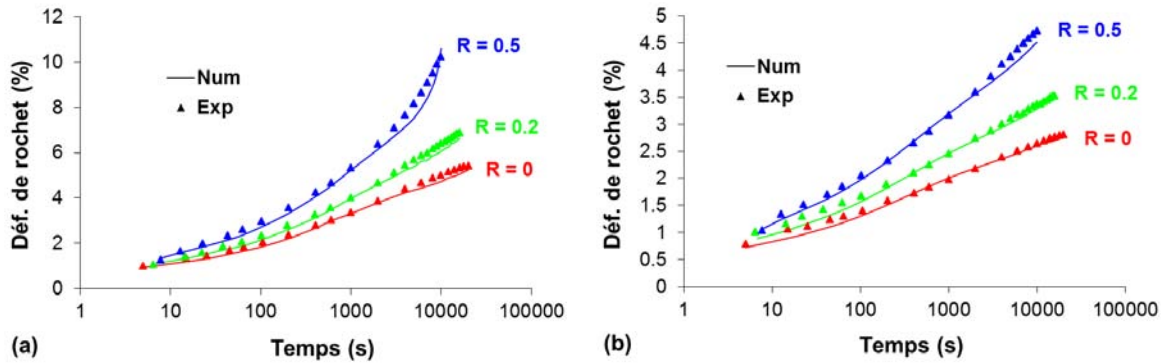 12
10
8
6
4
2
0
Déf. de rochet (%)
Num
Exp
R = 0.5
R = 0.2
R = 0
1 10 100 1000 10000 100000
Temps (s)
(a)
5
4.5
4
3.5
3
2.5
2
1.5
1
0.5
0
Déf. de rochet (%)
Num
Exp
R = 0.5
R = 0.2
R = 0
1 10 100 1000 10000 100000
Temps (s)
(b)